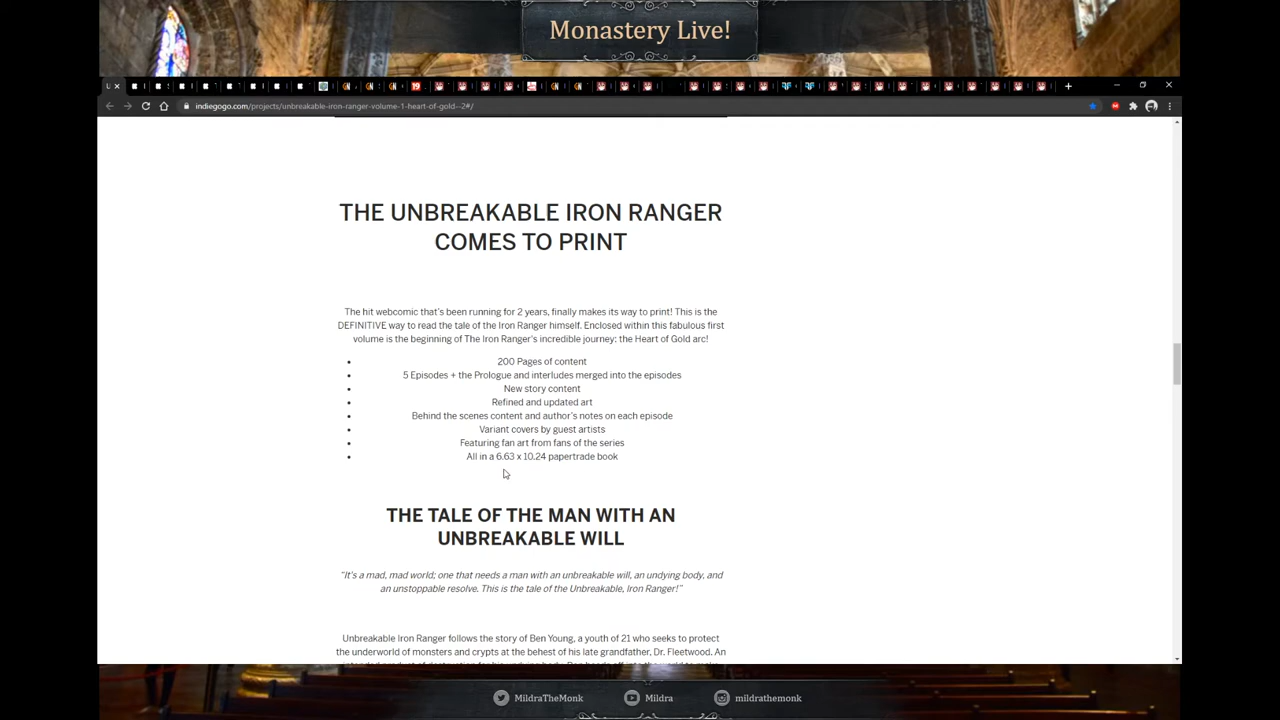 Monastery Live!
indiegogo.com/projects/unbreakable-iron-ranger-volume-1-heart-of-gold--2#/
THE UNBREAKABLE IRON RANGER
COMES TO PRINT
The hit webcomic that's been running for 2 years, finally makes its way to print! This is the
DEFINITIVE way to read the tale of the Iron Ranger himself. Enclosed within this fabulous first
volume is the beginning of The Iron Ranger's incredible journey: the Heart of Gold arc!
• 200 Pages of content
• 5 Episodes + the Prologue and interludes merged into the episodes
• New story content
• Refined and updated art
• Behind the scenes content and author's notes on each episode
• Variant covers by guest artists
• Featuring fan art from fans of the series
• All in a 6.63 x 10.24 papertrade book
THE TALE OF THE MAN WITH AN
UNBREAKABLE WILL
"It's a mad, mad world; one that needs a man with an unbreakable will, an undying body, and
an unstoppable resolve. This is the tale of the Unbreakable, Iron Ranger!"
Unbreakable Iron Ranger follows the story of Ben Young, a youth of 21 who seeks to protect
the underworld of monsters and crypts at the behest of his late grandfather, Dr. Fleetwood. An
MildraTheMonk
Mildra
mildrathemonk